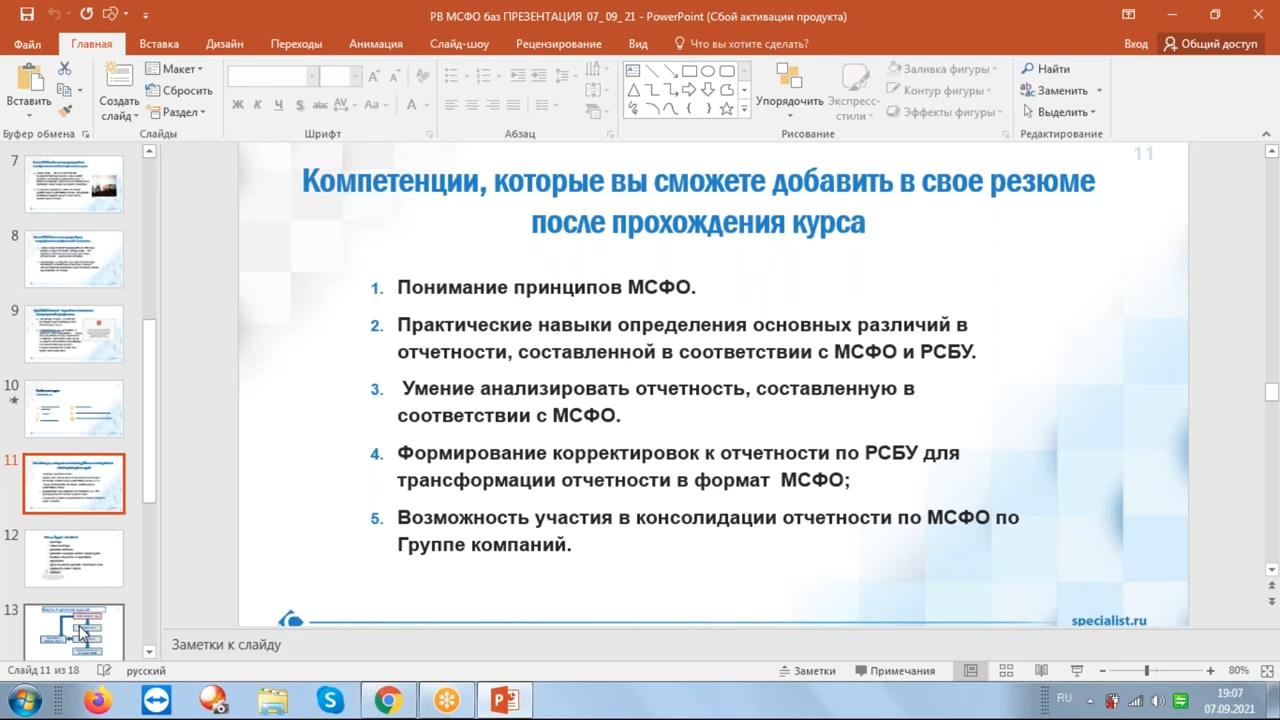 РВ МСФО баз ПРЕЗЕНТАЦИЯ 07_09_21 - PowerPoint (Сбой активации продукта)
Файл Главная Вставка Дизайн Переходы Анимация Слайд-шоу Рецензирование Вид Что вы хотите сделать? Вход Общий доступ
Вставить
Создать слайд
Макет
Сбросить
Раздел
Ж К Ч S abc AV Aa А
Упорядочить
Экспресс-стили
Заливка фигуры
Контур фигуры
Эффекты фигуры
Найти
Заменить
Выделить
Буфер обмена Слайды Шрифт Абзац Рисование Редактирование
7
8
9
10
11
12
13
11
Компетенции,которые вы сможете добавить в свое резюме
после прохождения курса
1. Понимание принципов МСФО.
2. Практические навыки определения основных различий в
отчетности, составленной в соответствии с МСФО и РСБУ.
3. Умение анализировать отчетность, составленную в
соответствии с МСФО.
4. Формирование корректировок к отчетности по РСБУ для
трансформации отчетности в формат МСФО;
5. Возможность участия в консолидации отчетности по МСФО по
Группе компаний.
specialist.ru
Заметки к слайду
Слайд 11 из 18 русский Заметки Примечания 80%
RU 19:07
07.09.2021